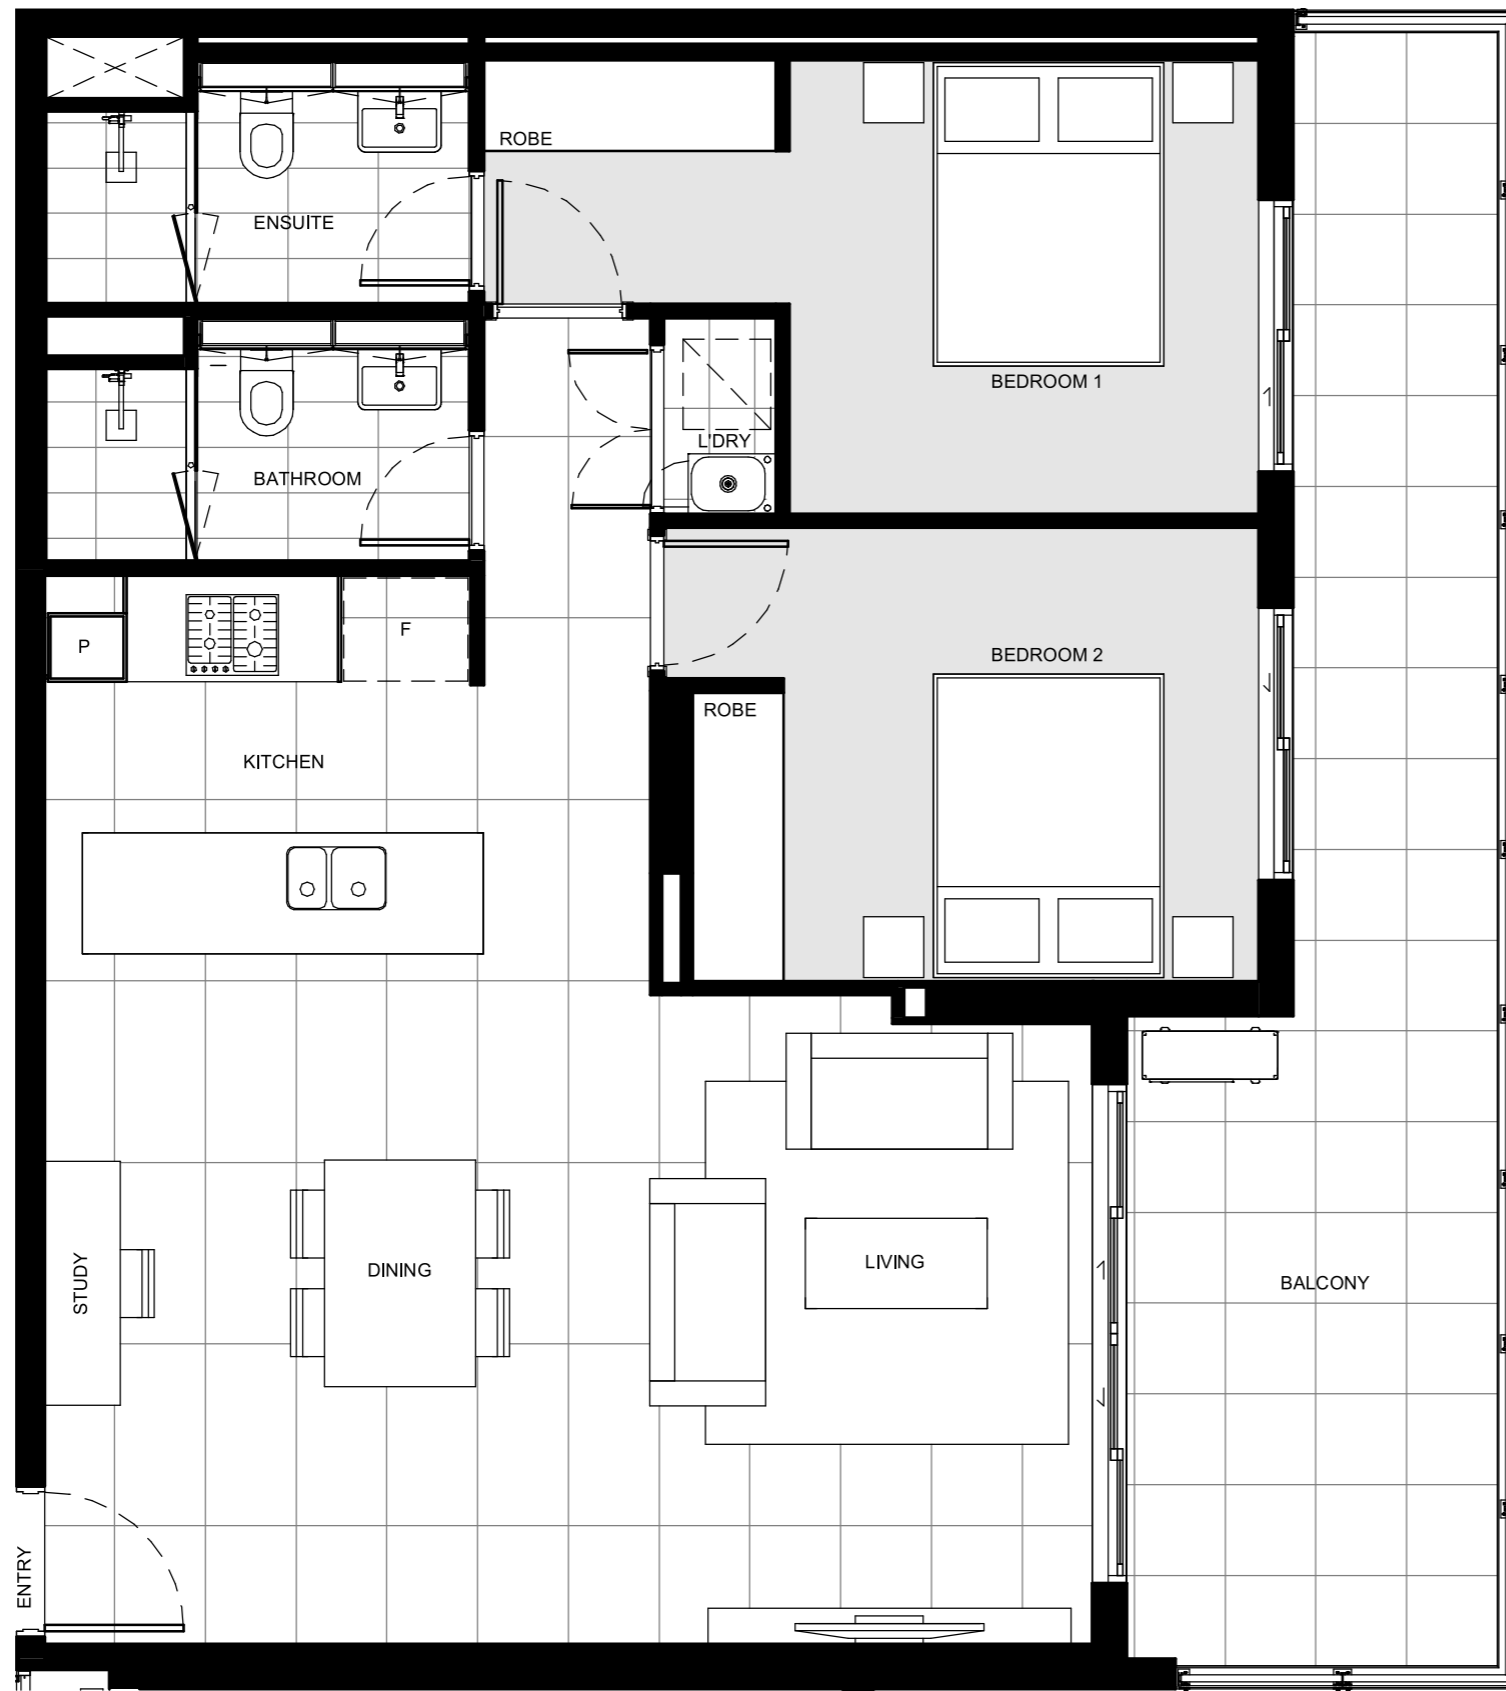 ROBE
ENSUITE
BEDROOM 1
L'DRY
BATHROOM
P
F
BEDROOM 2
ROBE
KITCHEN
STUDY
DINING
LIVING
BALCONY
ENTRY